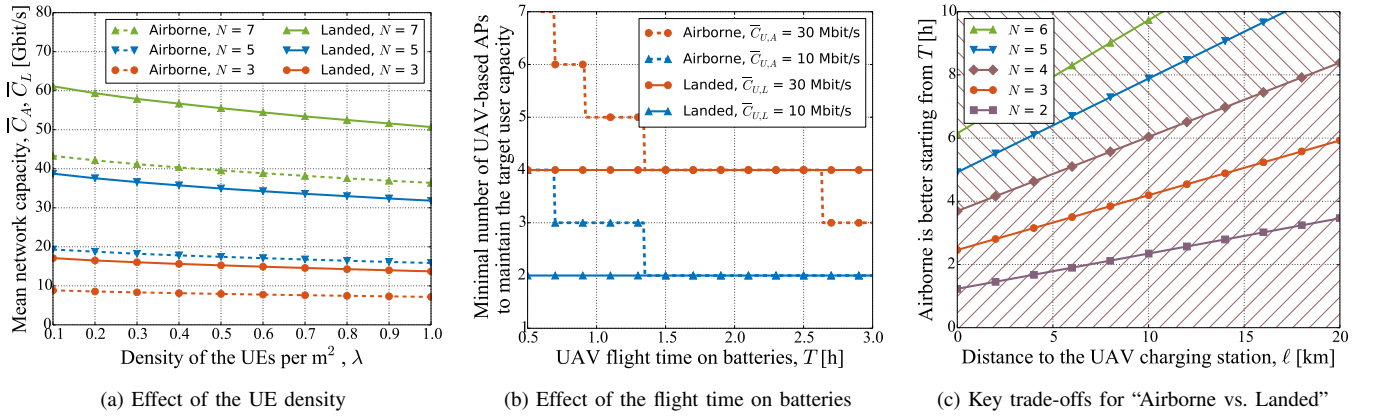 Mean network capacity, C̅_A, C̅_L [Gbit/s]
80
70
60
50
40
30
20
10
0
Airborne, N = 7
Airborne, N = 5
Airborne, N = 3
Landed, N = 7
Landed, N = 5
Landed, N = 3
0.1 0.2 0.3 0.4 0.5 0.6 0.7 0.8 0.9 1.0
Density of the UEs per m², λ
(a) Effect of the UE density
Minimal number of UAV-based APs
to maintain the target user capacity
7
6
5
4
3
2
1
Airborne, C̅_{U,A} = 30 Mbit/s
Airborne, C̅_{U,A} = 10 Mbit/s
Landed, C̅_{U,L} = 30 Mbit/s
Landed, C̅_{U,L} = 10 Mbit/s
0.5 1.0 1.5 2.0 2.5 3.0
UAV flight time on batteries, T [h]
(b) Effect of the flight time on batteries
Airborne is better starting from T [h]
10
8
6
4
2
0
N = 6
N = 5
N = 4
N = 3
N = 2
0 5 10 15 20
Distance to the UAV charging station, ℓ [km]
(c) Key trade-offs for “Airborne vs. Landed”